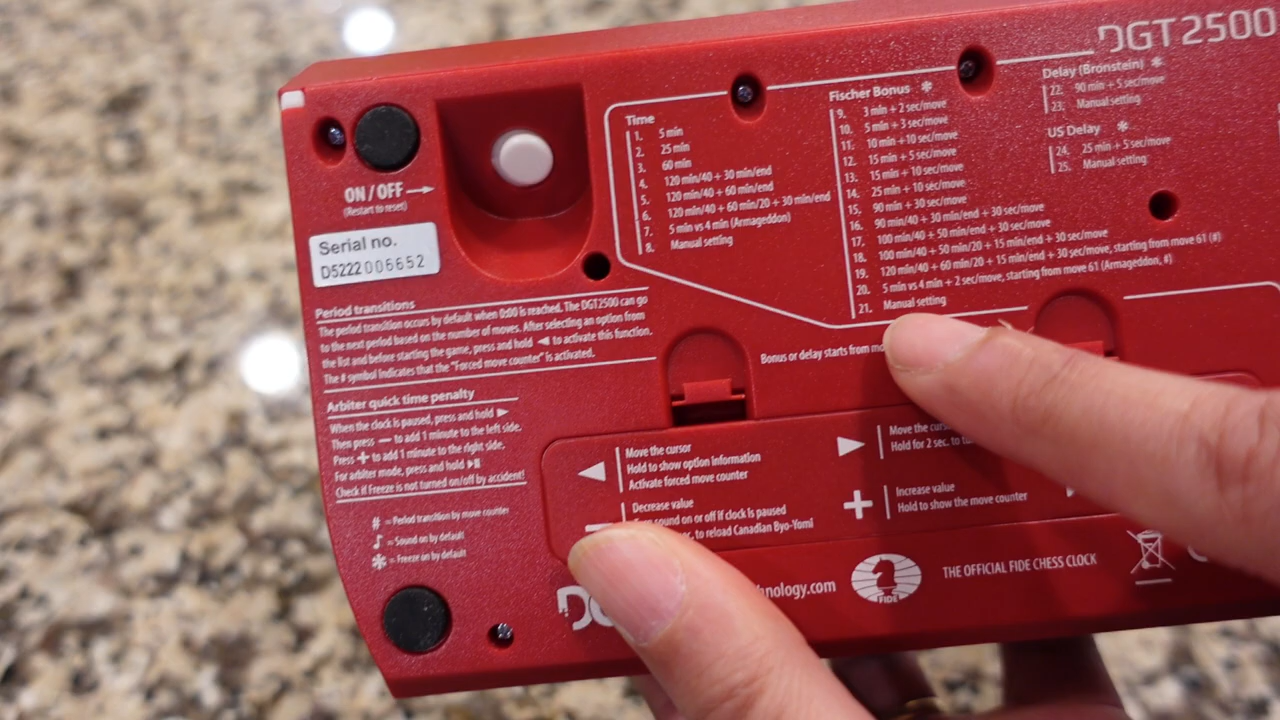 DGT2500
ON / OFF
(Restart to reset)
Serial no.
D5222006652
Time
1. 5 min
2. 25 min
3. 60 min
4. 120 min/40 + 30 min/end
5. 120 min/40 + 60 min/end
6. 120 min/40 + 60 min/20 + 30 min/end
7. 5 min vs 4 min (Armageddon)
8. Manual setting
Fischer Bonus *
9. 3 min + 2 sec/move
10. 5 min + 3 sec/move
11. 10 min +10 sec/move
12. 15 min + 5 sec/move
13. 15 min + 10 sec/move
14. 25 min + 10 sec/move
15. 90 min + 30 sec/move
16. 90 min/40 + 30 min/end + 30 sec/move
17. 100 min/40 + 50 min/end + 30 sec/move
18. 100 min/40 + 50 min/20 + 15 min/end + 30 sec/move
19. 120 min/40 + 60 min/20 + 15 min/end + 30 sec/move, starting from move 61 (#)
20. 5 min vs 4 min + 2 sec/move, starting from move 61 (Armageddon, #)
21. Manual setting
Delay (Bronstein) *
22. 90 min + 5 sec/move
23. Manual setting
US Delay *
24. 25 min + 5 sec/move
25. Manual setting
Bonus or delay starts from
Period transitions
The period transition occurs by default when 0:00 is reached. The DGT2500 can go
to the next period based on the number of moves. After selecting an option from
the list and before starting the game, press and hold ◄ to activate this function.
The # symbol indicates that the "Forced move counter" is activated.
Arbiter quick time penalty
When the clock is paused, press and hold ►
Then press — to add 1 minute to the left side.
Press + to add 1 minute to the right side.
For arbiter mode, press and hold ►II
Check if Freeze is not turned on/off by accident!
# = Period transition by move counter
♪ = Sound on by default
* = Freeze on by default
◄ Move the cursor
Hold to show option information
Activate forced move counter
— Decrease value
sound on or off if clock is paused
to reload Canadian Byo-Yomi
► Move the
Hold for 2 sec. to
+ Increase value
Hold to show the move counter
.com
FIDE
THE OFFICIAL FIDE CHESS CLOCK